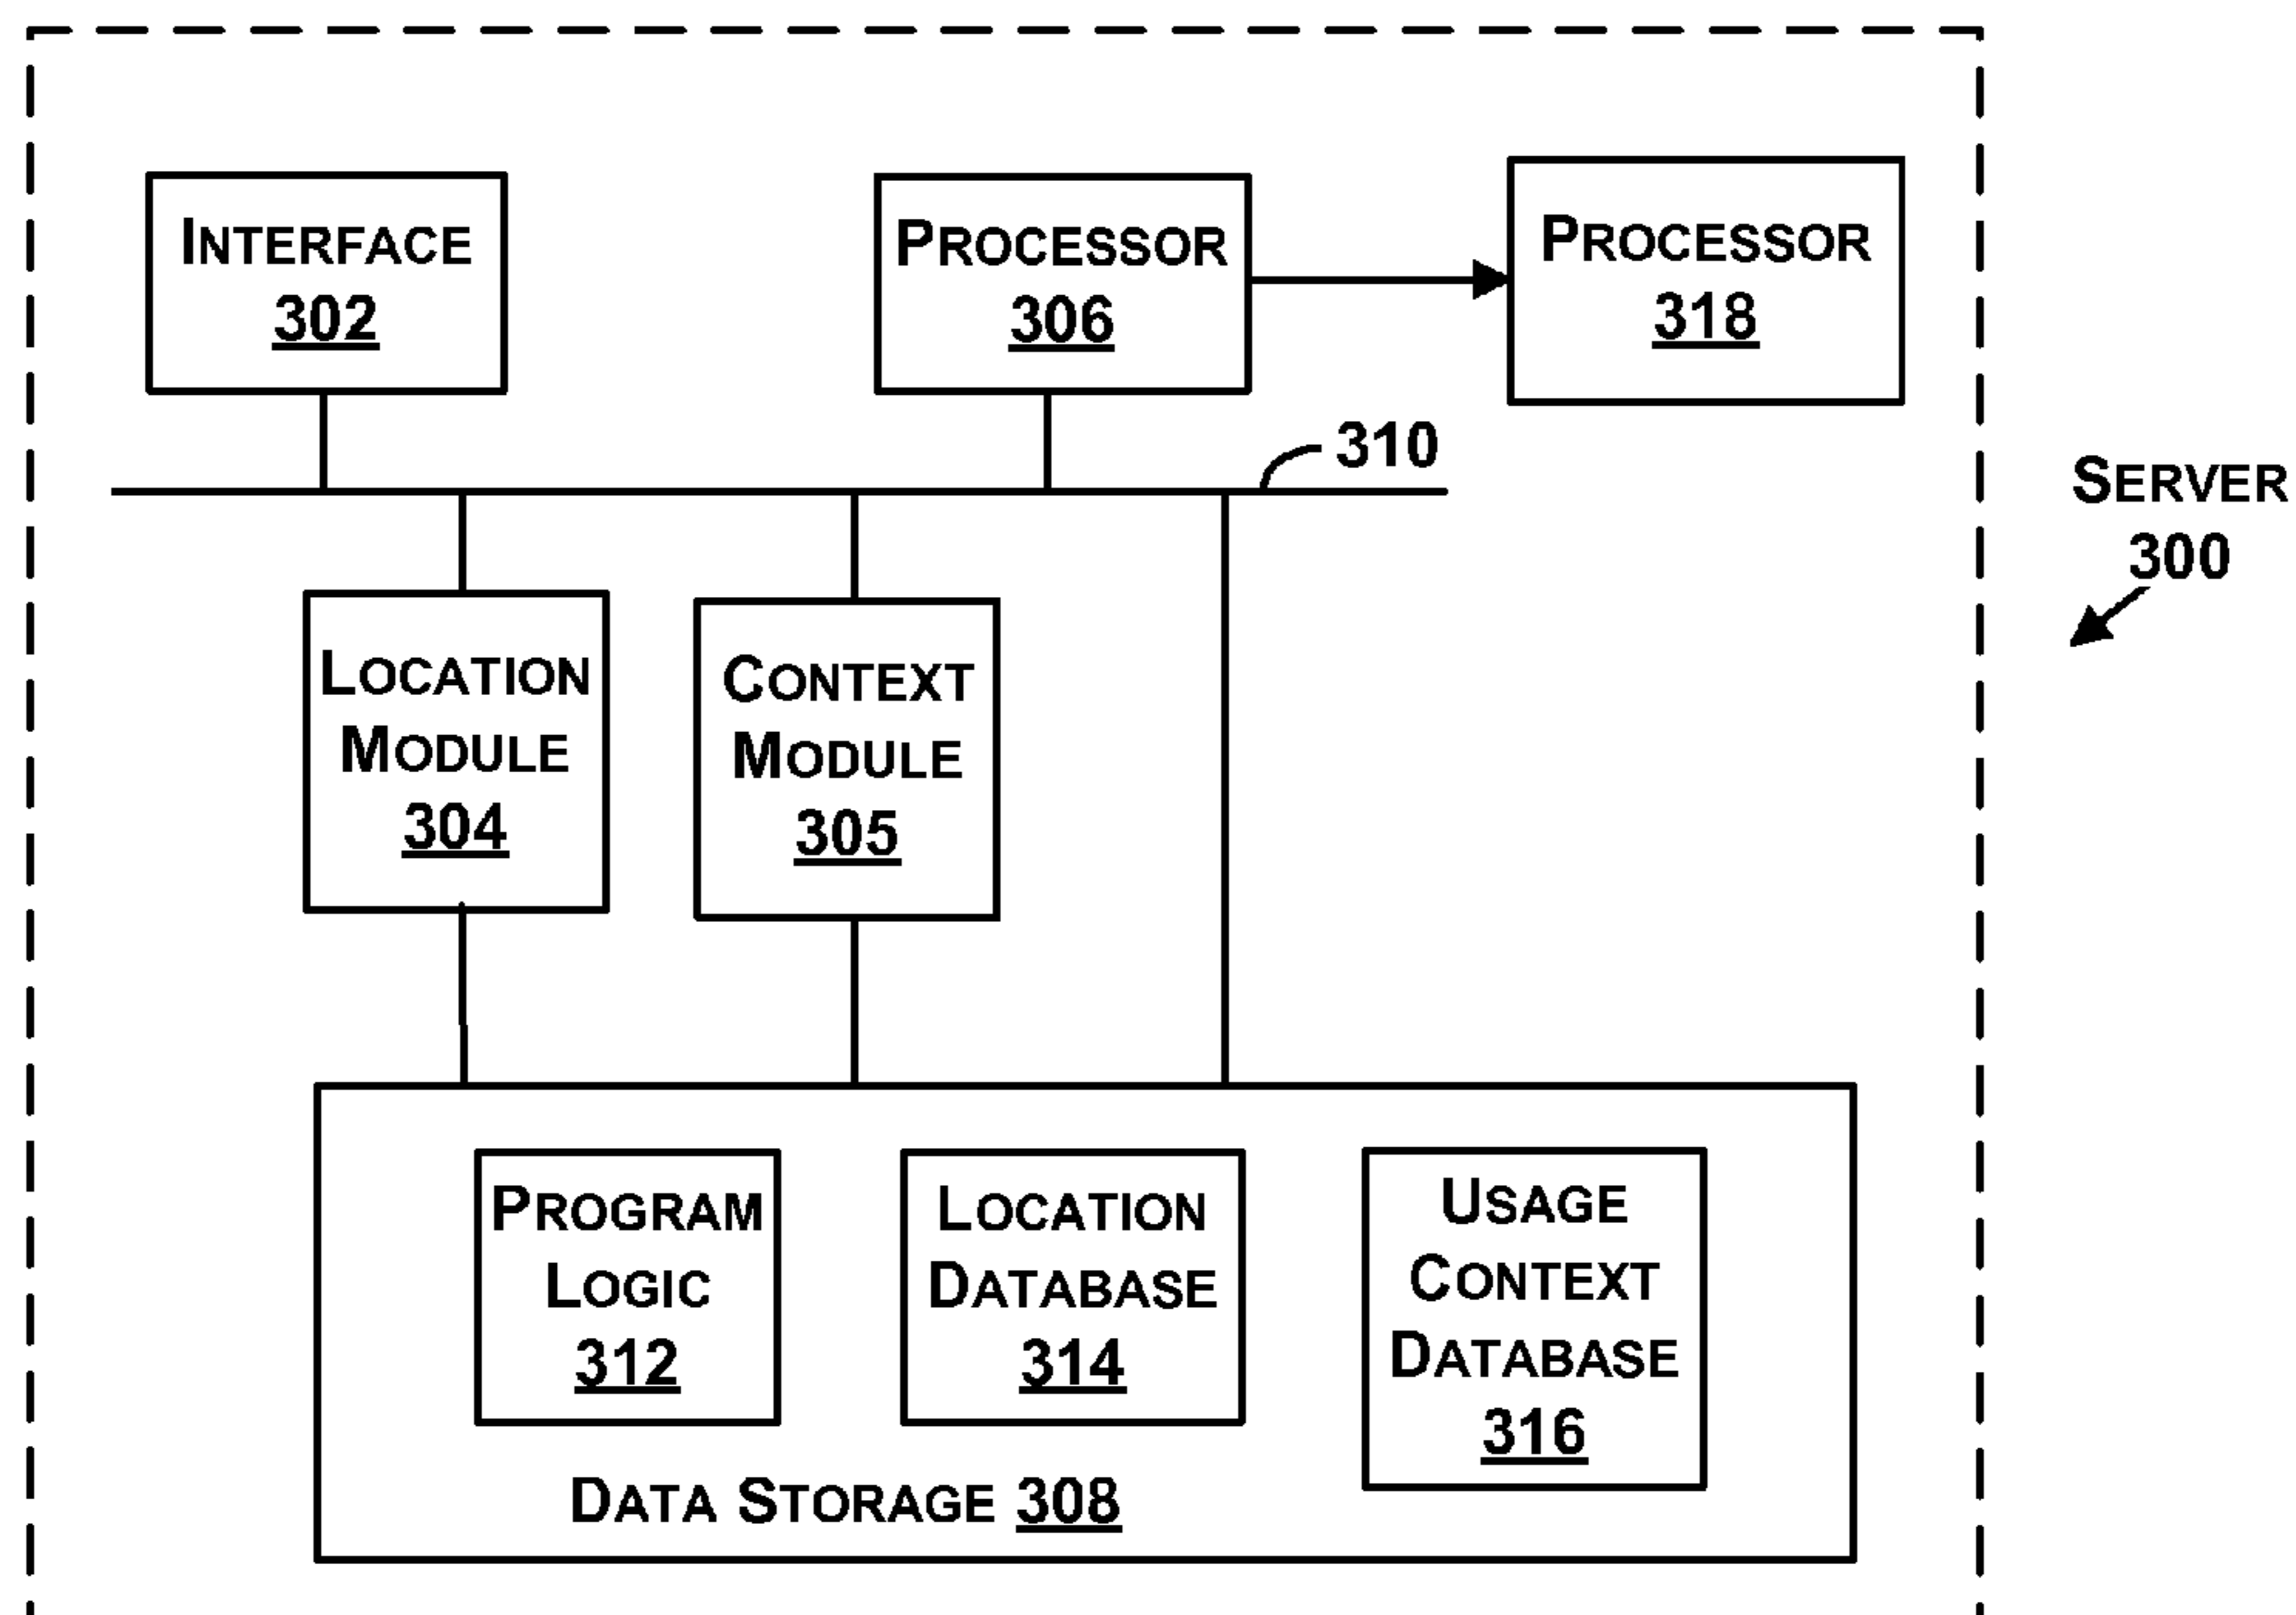 INTERFACE
302
PROCESSOR
306
PROCESSOR
318
310
SERVER
300
LOCATION
MODULE
304
CONTEXT
MODULE
305
PROGRAM
LOGIC
312
LOCATION
DATABASE
314
USAGE
CONTEXT
DATABASE
316
DATA STORAGE 308